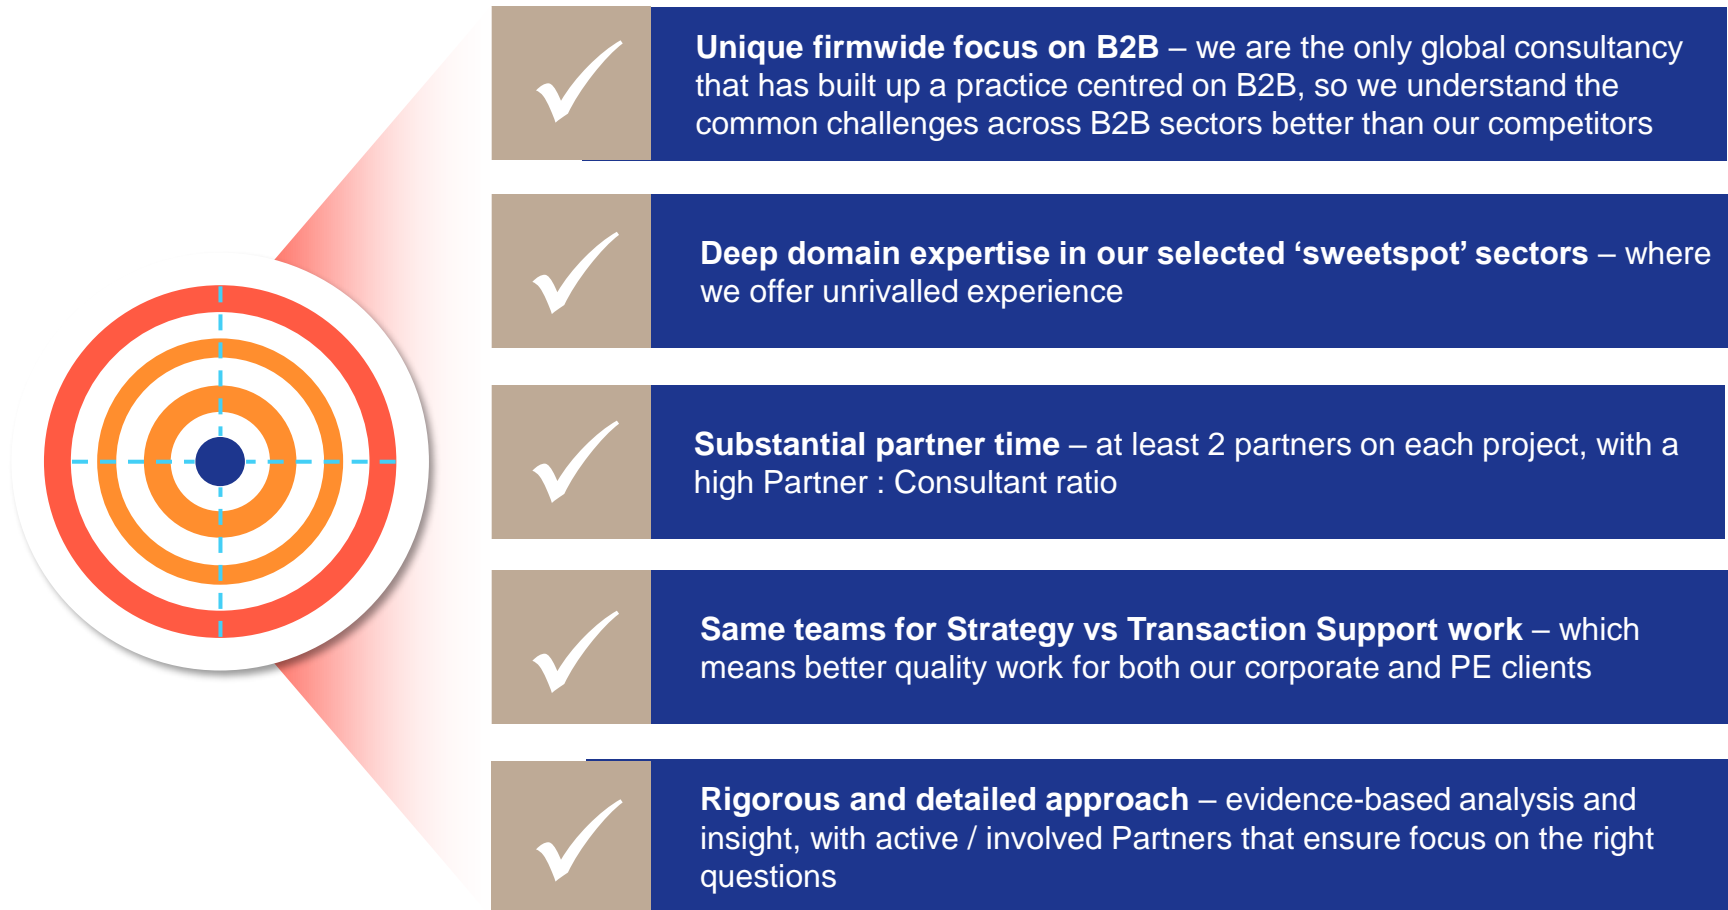 Unique firmwide focus on B2B – we are the only global consultancy
that has built up a practice centred on B2B, so we understand the
common challenges across B2B sectors better than our competitors
Deep domain expertise in our selected ‘sweetspot’ sectors – where
we offer unrivalled experience
Substantial partner time – at least 2 partners on each project, with a
high Partner : Consultant ratio
Same teams for Strategy vs Transaction Support work – which
means better quality work for both our corporate and PE clients
Rigorous and detailed approach – evidence-based analysis and
insight, with active / involved Partners that ensure focus on the right
questions